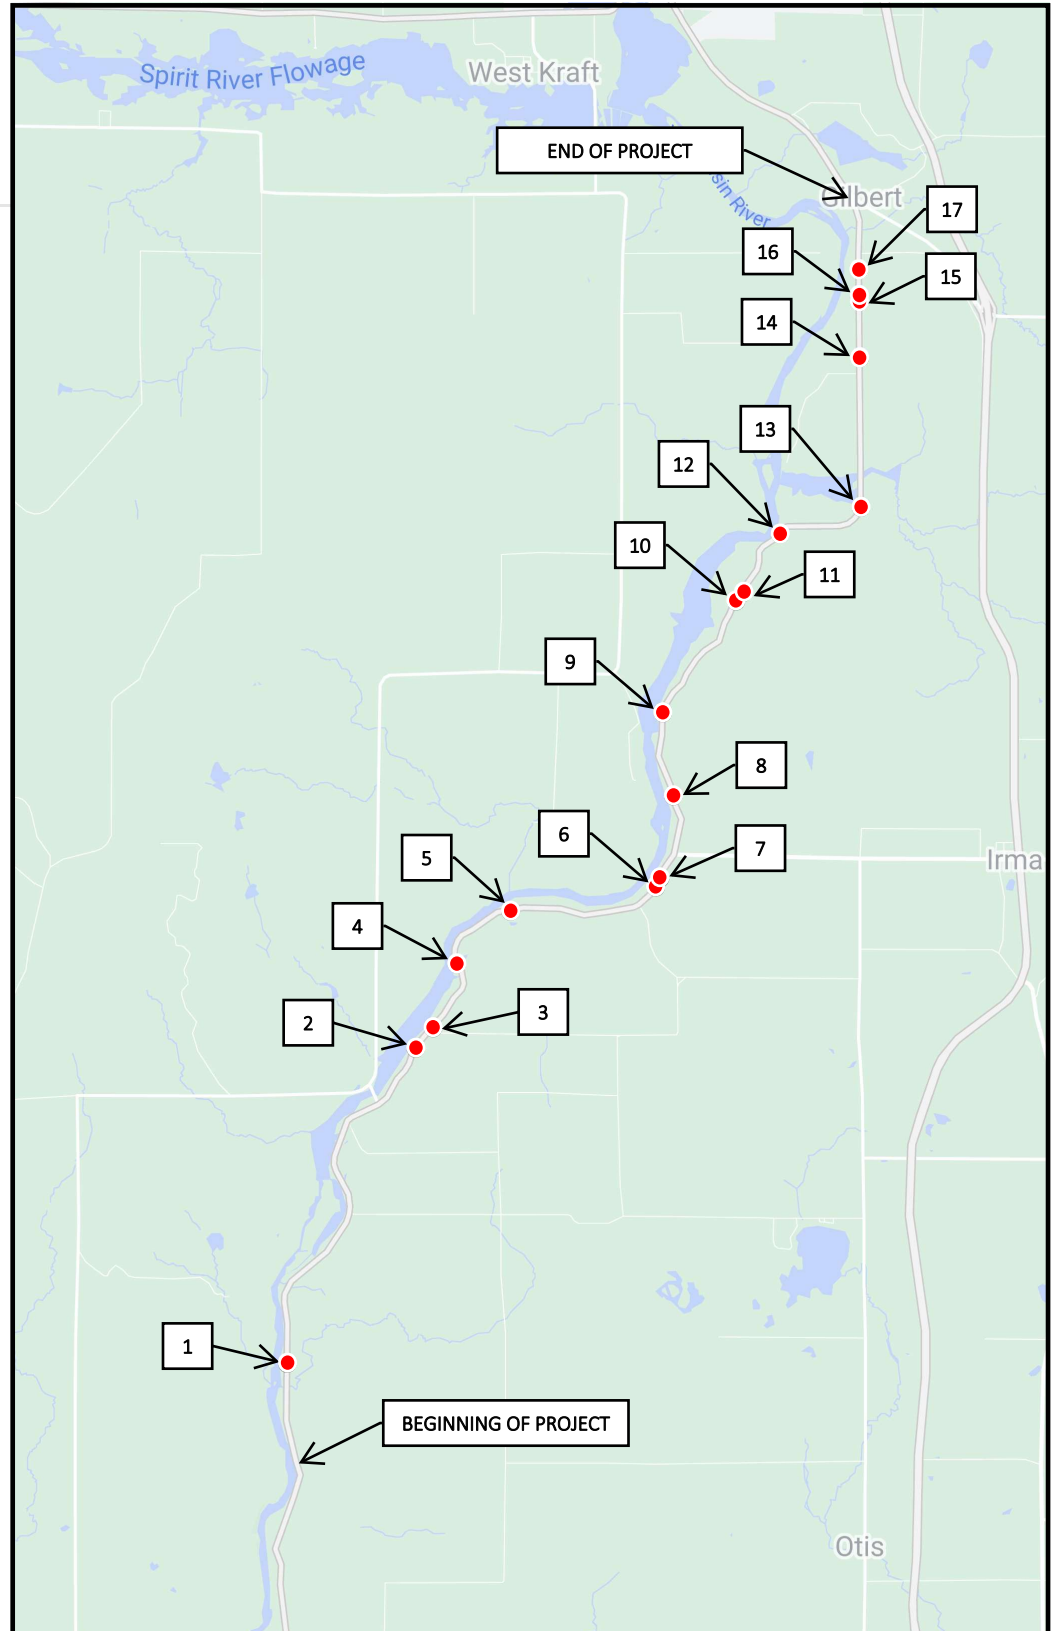 Spirit River Flowage
West Kraft
END OF PROJECT
sin River
Gilbert
17
16
15
14
13
12
10
11
9
8
6
7
5
Irma
4
3
2
1
BEGINNING OF PROJECT
Otis